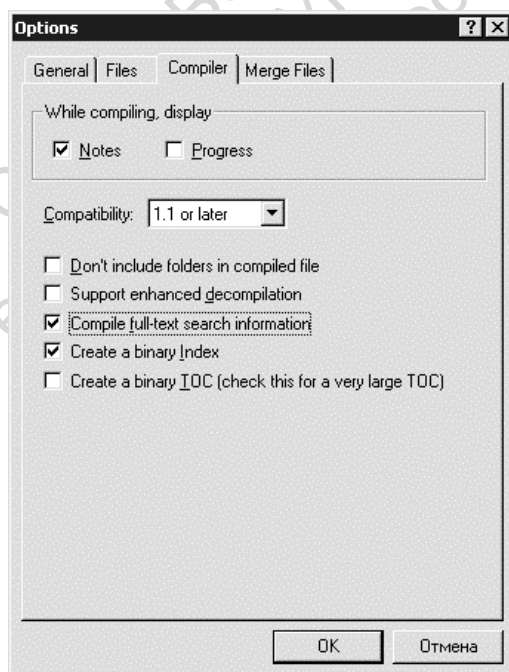 Options
General Files Compiler Merge Files
While compiling, display
Notes Progress
Compatibility: 1.1 or later
Don't include folders in compiled file
Support enhanced decompilation
Compile full-text search information
Create a binary Index
Create a binary TOC (check this for a very large TOC)
OK Отмена